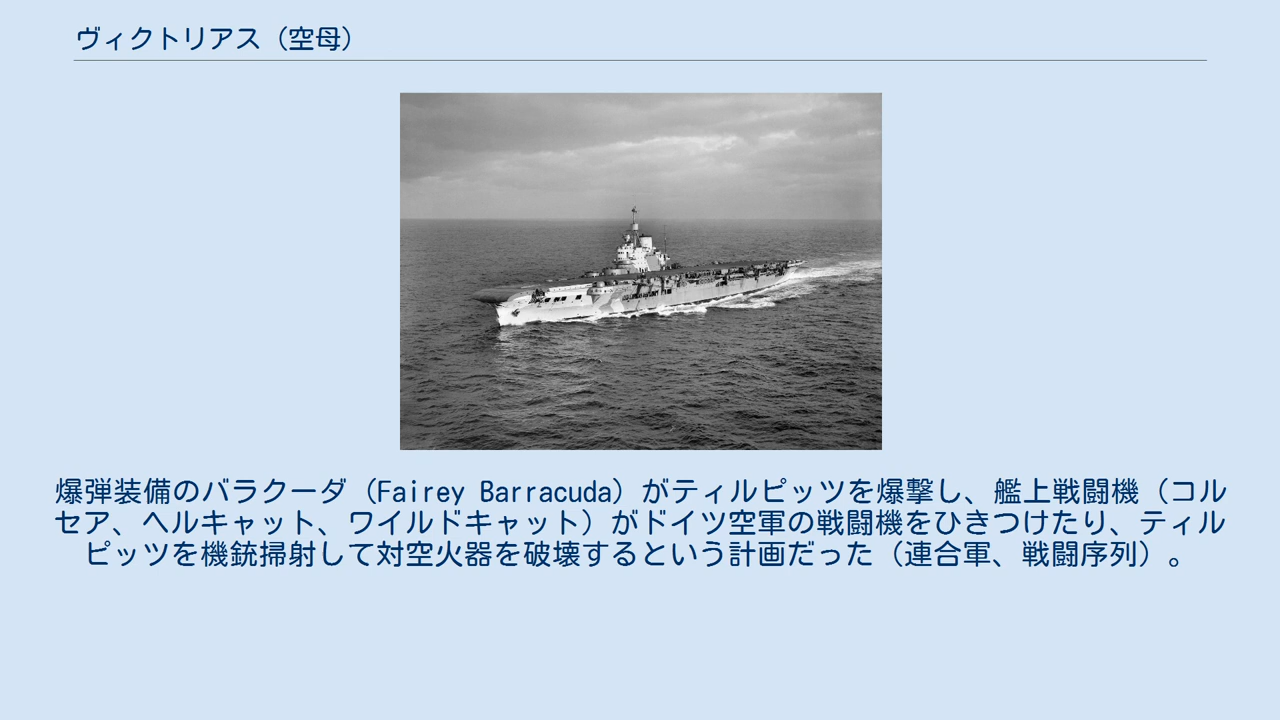 ヴィクトリアス（空母）
爆弾装備のバラクーダ（Fairey Barracuda）がティルピッツを爆撃し、艦上戦闘機（コル
セア、ヘルキャット、ワイルドキャット）がドイツ空軍の戦闘機をひきつけたり、ティル
ピッツを機銃掃射して対空火器を破壊するという計画だった（連合軍、戦闘序列）。